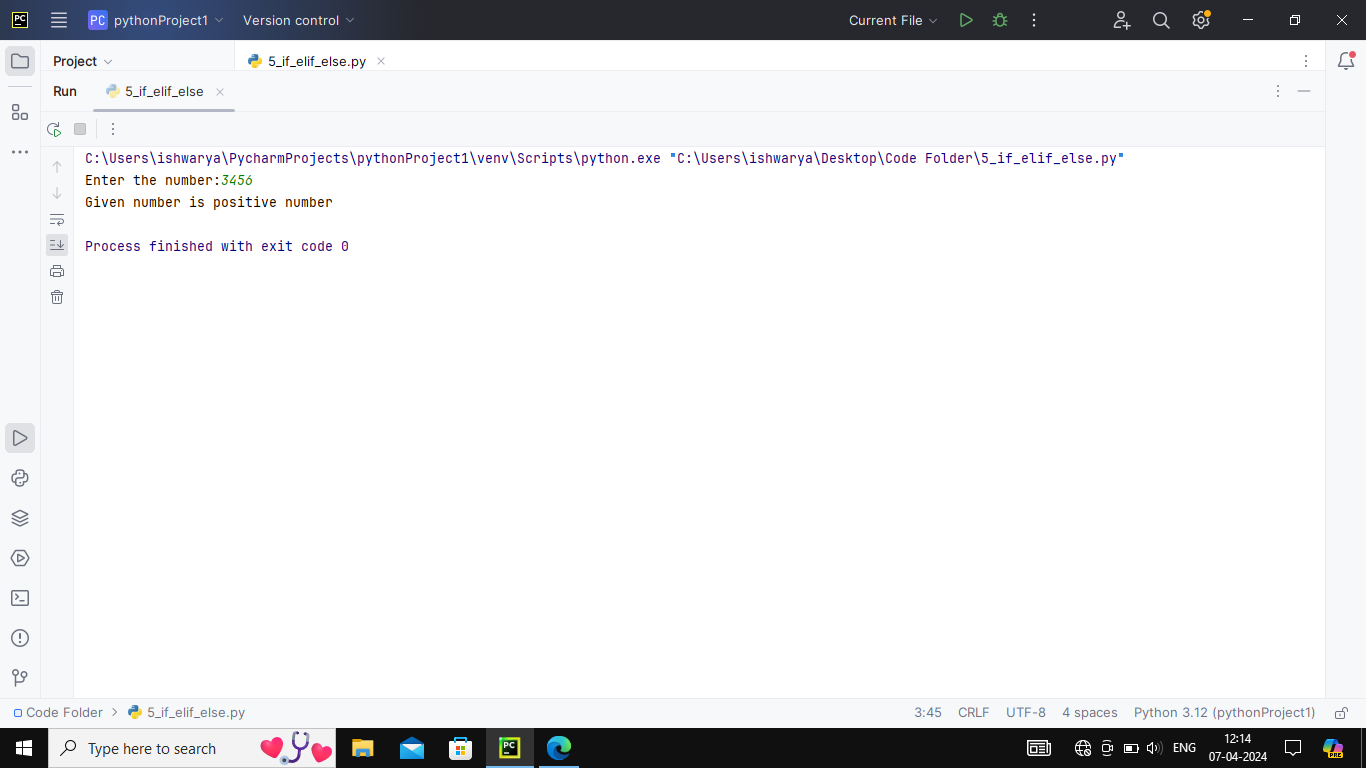 PC PC pythonProject1 Version control Current File
Project 5_if_elif_else.py
Run 5_if_elif_else
C:\Users\ishwarya\PycharmProjects\pythonProject1\venv\Scripts\python.exe "C:\Users\ishwarya\Desktop\Code Folder\5_if_elif_else.py"
Enter the number:3456
Given number is positive number
Process finished with exit code 0
Code Folder > 5_if_elif_else.py 3:45 CRLF UTF-8 4 spaces Python 3.12 (pythonProject1)
Type here to search PC ENG 12:14 PRE
07-04-2024